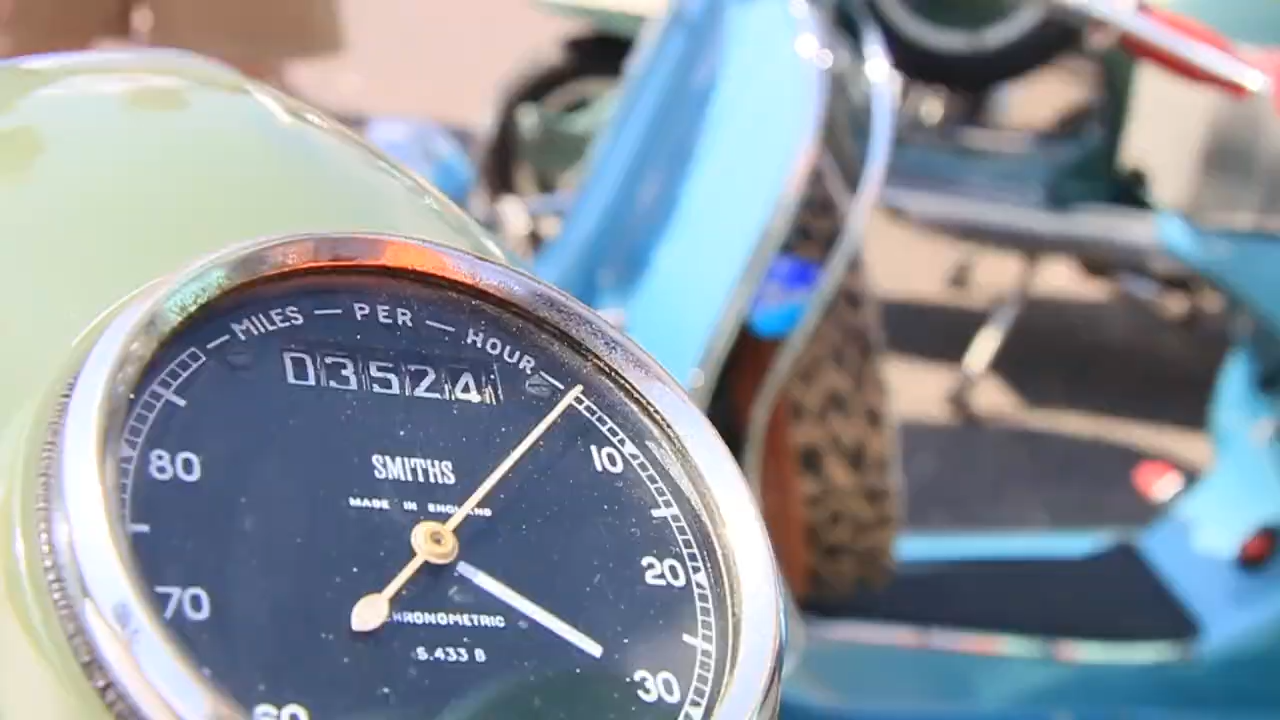 MILES — PER — HOUR
03524
SMITHS
MADE IN ENGLAND
10
20
30
60
70
80
CHRONOMETRIC
S.433 B